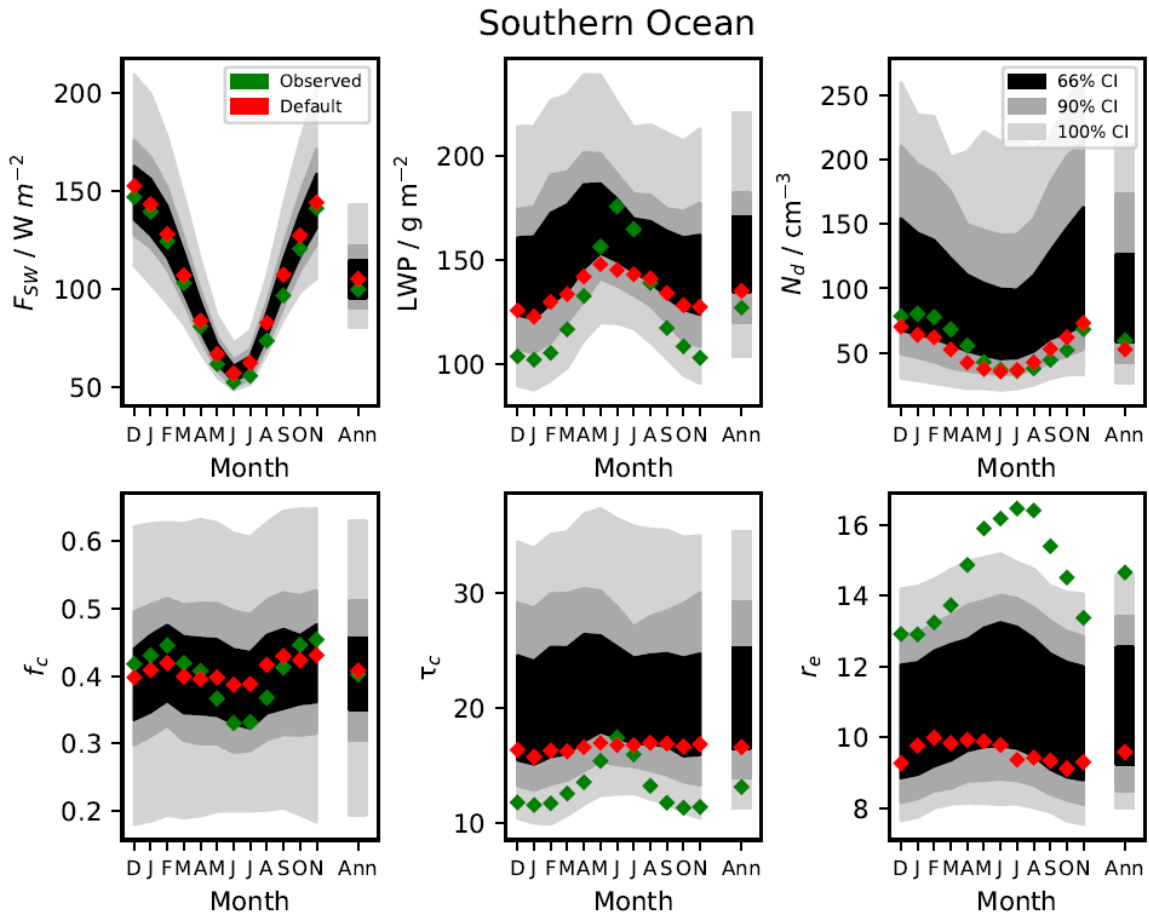 Southern Ocean
F_SW / W m^-2
200
150
100
50
Observed
Default
D J F M A M J J A S O N Ann
Month
LWP / g m^-2
200
150
100
D J F M A M J J A S O N Ann
Month
N_d / cm^-3
250
200
150
100
50
66% CI
90% CI
100% CI
D J F M A M J J A S O N Ann
Month
f_c
0.6
0.5
0.4
0.3
0.2
D J F M A M J J A S O N Ann
Month
τ_c
30
20
10
D J F M A M J J A S O N Ann
Month
r_e
16
14
12
10
8
D J F M A M J J A S O N Ann
Month